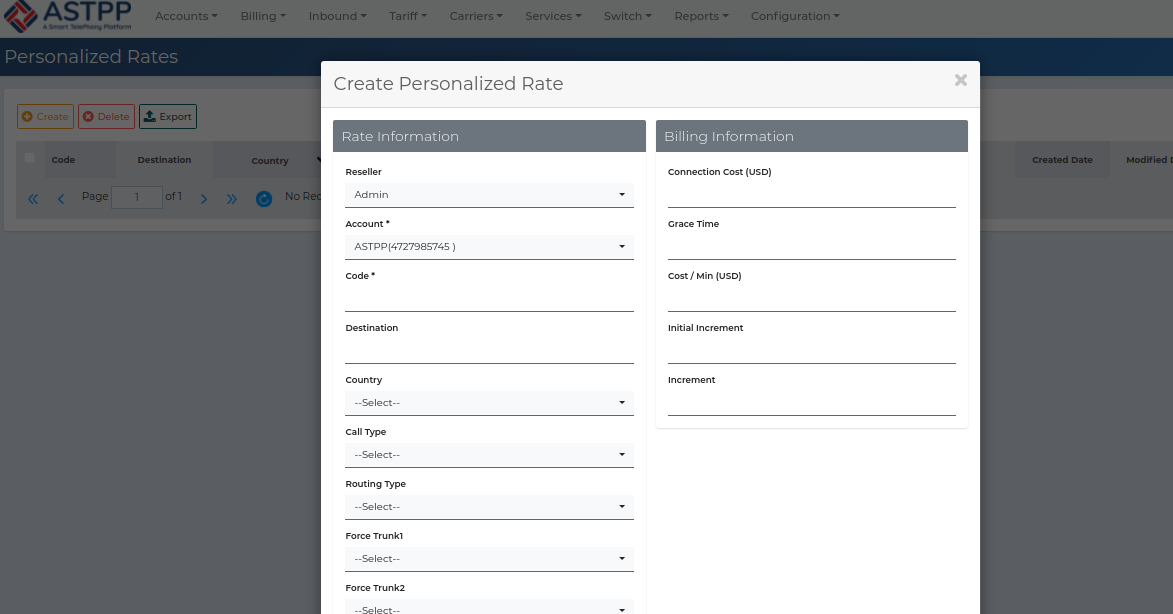 ASTPP
A Smart TelePhony Platform
Accounts Billing Inbound Tariff Carriers Services Switch Reports Configuration
Personalized Rates
Create Personalized Rate
×
Create Delete Export
Rate Information
Billing Information
Code Destination Country
Created Date Modified
Page 1 of 1
No Rec
Reseller
Admin
Account *
ASTPP(4727985745 )
Code *
Destination
Country
--Select--
Call Type
--Select--
Routing Type
--Select--
Force Trunk1
--Select--
Force Trunk2
--Select--
Connection Cost (USD)
Grace Time
Cost / Min (USD)
Initial Increment
Increment